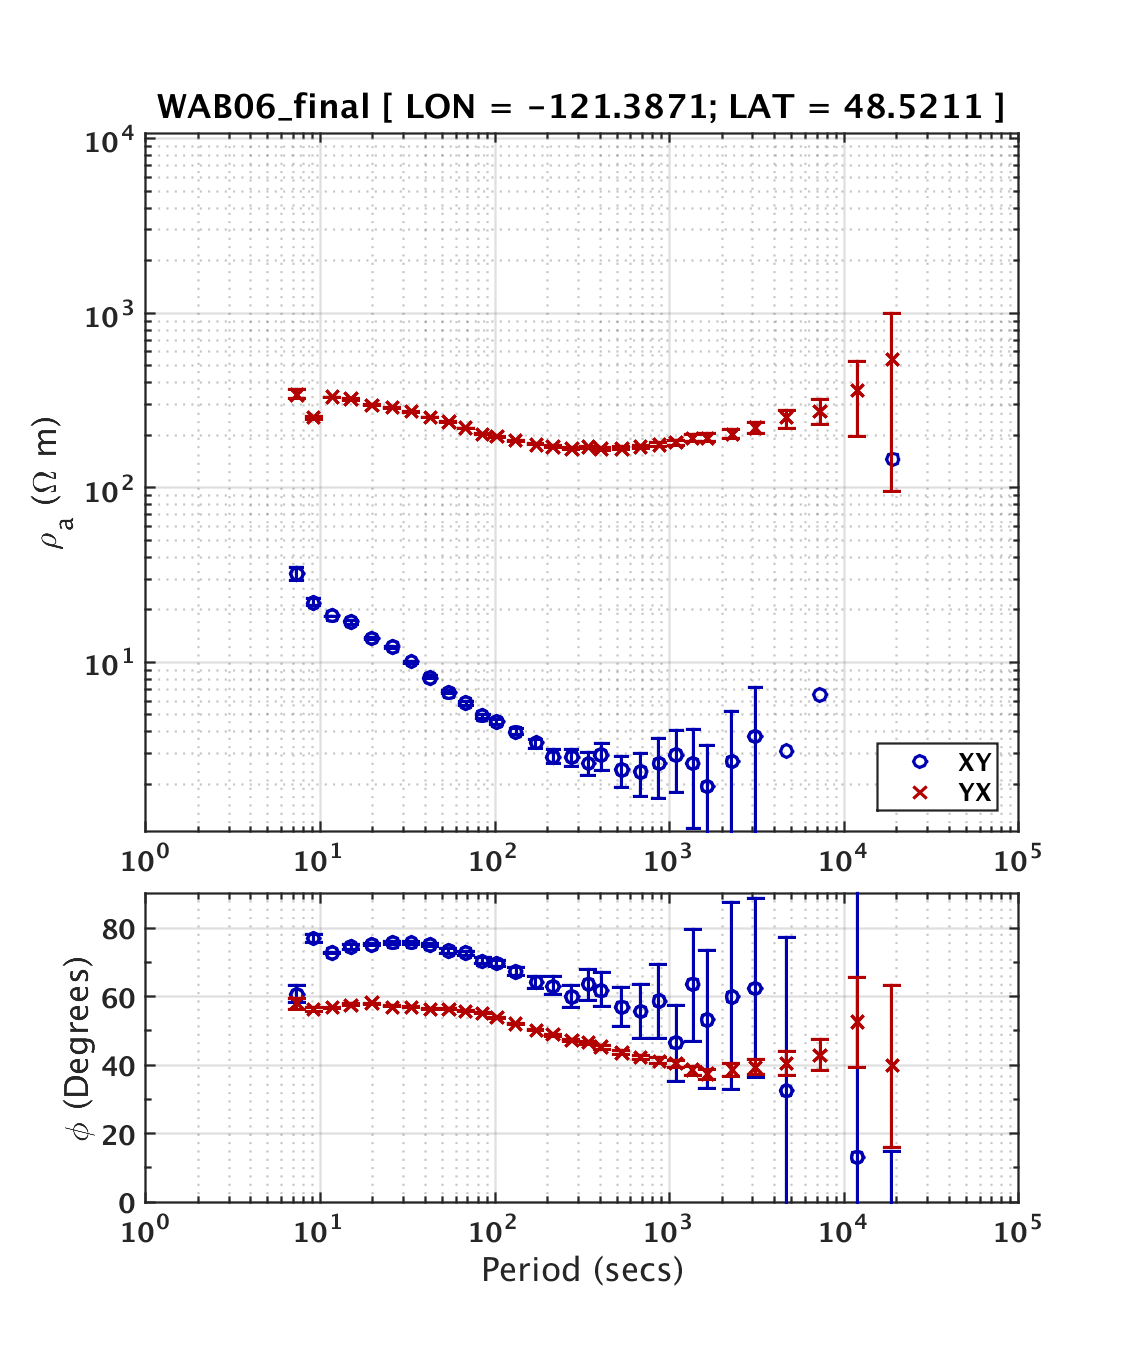 WAB06_final [ LON = -121.3871; LAT = 48.5211 ]
10^4
10^3
10^2
10^1
ρ_a (Ω m)
XY
YX
10^0 10^1 10^2 10^3 10^4 10^5
80
60
40
20
0
ϕ (Degrees)
10^0 10^1 10^2 10^3 10^4 10^5
Period (secs)